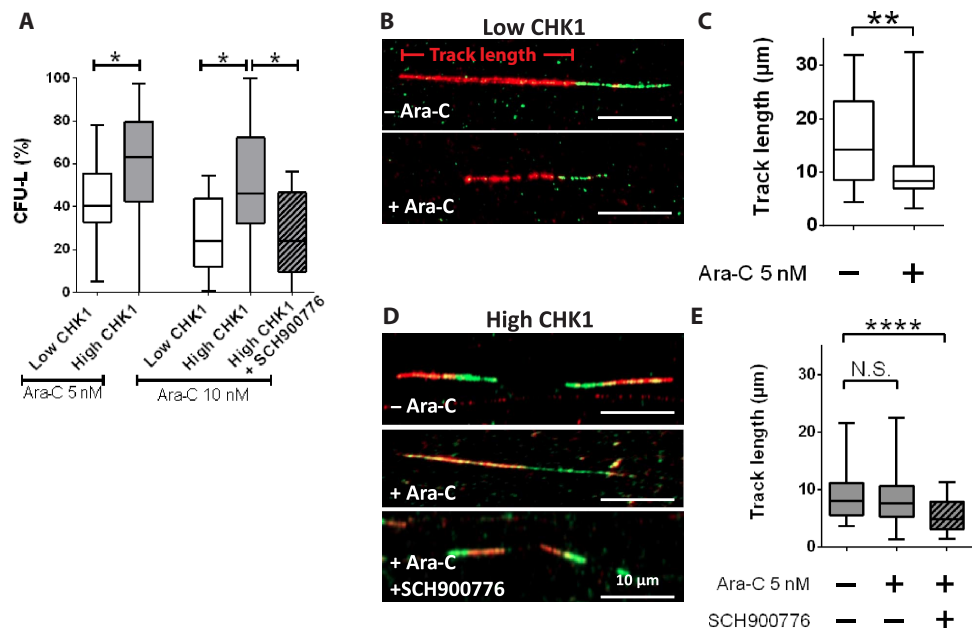 A
CFU-L (%)
100
80
60
40
20
0
*
*
*
Low CHK1
High CHK1
Low CHK1
High CHK1
High CHK1
+ SCH900776
Ara-C 5 nM
Ara-C 10 nM
B
Low CHK1
Track length
– Ara-C
+ Ara-C
C
**
Track length (µm)
30
20
10
0
Ara-C 5 nM
–
+
D
High CHK1
– Ara-C
+ Ara-C
+ Ara-C
+SCH900776
10 µm
E
****
N.S.
Track length (µm)
30
20
10
0
Ara-C 5 nM – + +
SCH900776 – – +